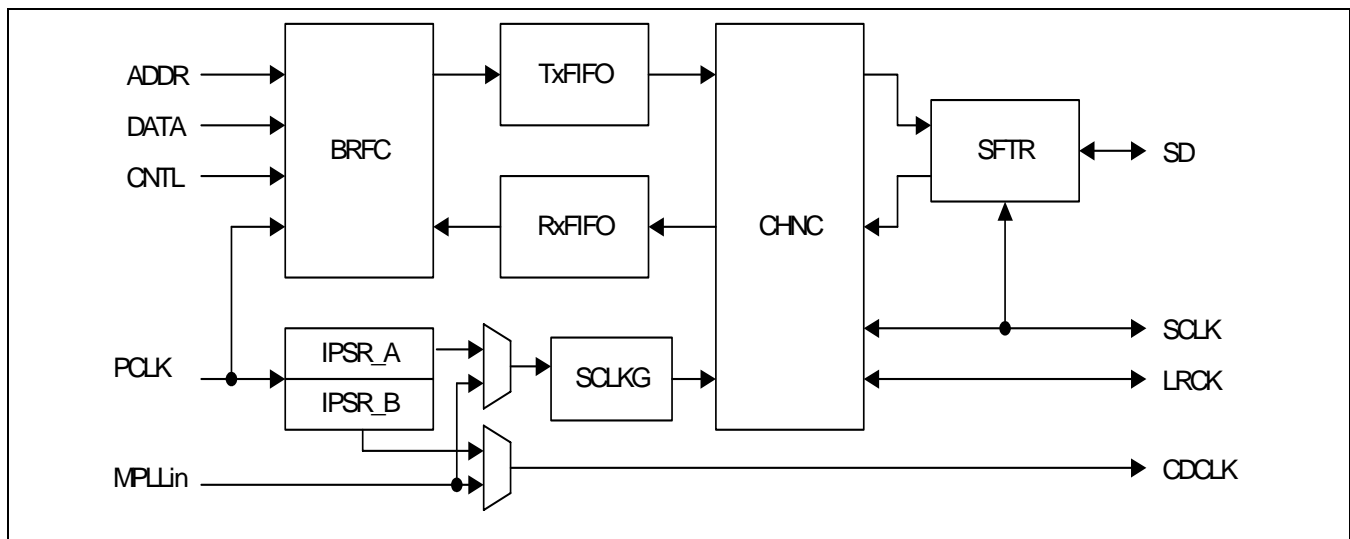 ADDR
DATA
CNTL
PCLK
MPLLin
BRFC
TxFIFO
RxFIFO
IPSR_A
IPSR_B
SCLKG
CHNC
SFTR
SD
SCLK
LRCK
CDCLK